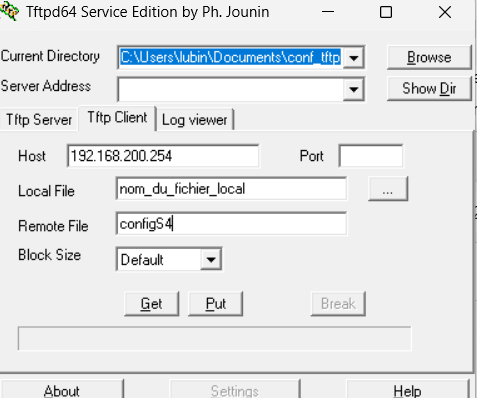 Tftpd64 Service Edition by Ph. Jounin
Current Directory C:\Users\lubin\Documents\conf_tftp Browse
Server Address Show Dir
Tftp Server Tftp Client Log viewer
Host 192.168.200.254 Port
Local File nom_du_fichier_local ...
Remote File configS4
Block Size Default
Get Put Break
About Settings Help